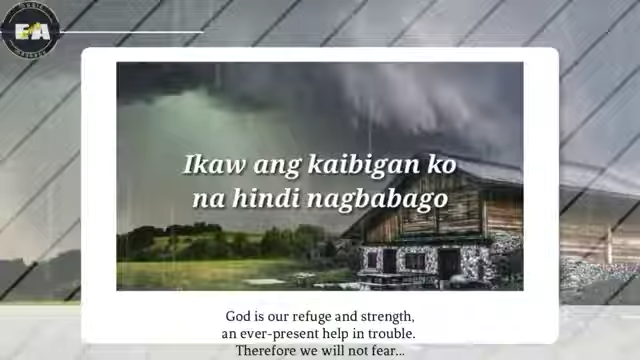 E A
Ikaw ang kaibigan ko
na hindi nagbabago
God is our refuge and strength,
an ever-present help in trouble.
Therefore we will not fear...